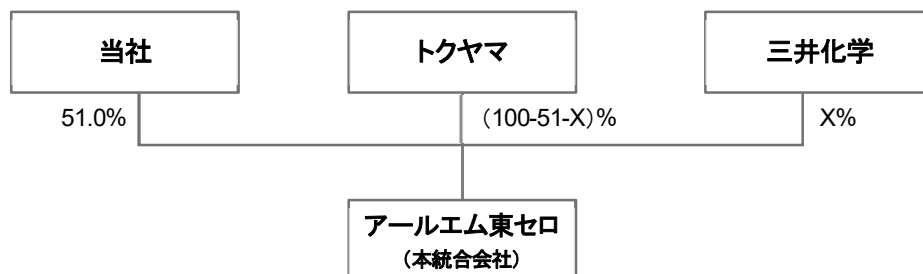 当社
トクヤマ
三井化学
51.0%
（100-51-X）%
X%
アールエム東セロ
（本統合会社）